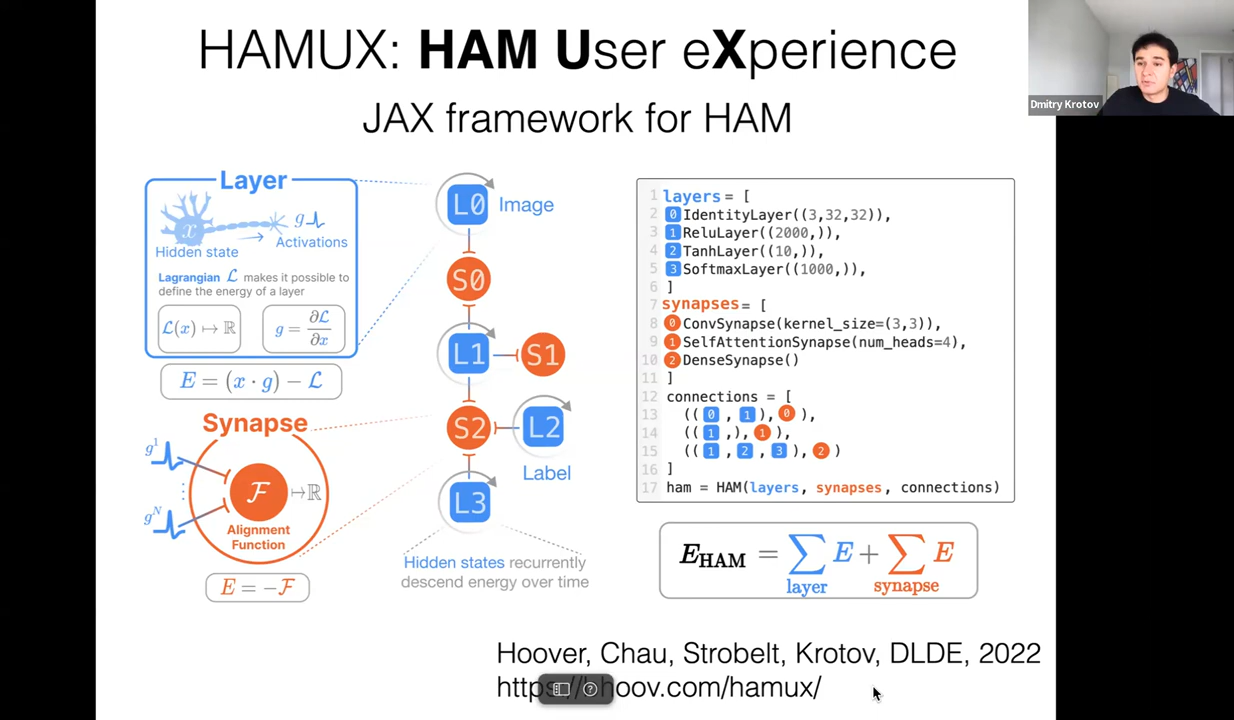 HAMUX: HAM User eXperience
JAX framework for HAM
Dmitry Krotov
Layer
x
g
Hidden state
Activations
Lagrangian ℒ makes it possible to
define the energy of a layer
ℒ(x) ↦ ℝ
g = ∂ℒ/∂x
E = (x · g) − ℒ
Synapse
g¹
⋮
gᴺ
ℱ
↦ℝ
Alignment
Function
E = −ℱ
L0
Image
S0
L1
S1
S2
L2
Label
L3
Hidden states recurrently
descend energy over time
1 layers = [
2 0 IdentityLayer((3,32,32)),
3 1 ReluLayer((2000,)),
4 2 TanhLayer((10,)),
5 3 SoftmaxLayer((1000,)),
6 ]
7 synapses = [
8 0 ConvSynapse(kernel_size=(3,3)),
9 1 SelfAttentionSynapse(num_heads=4),
10 2 DenseSynapse()
11 ]
12 connections = [
13 (( 0 , 1 ), 0 ),
14 (( 1 ,), 1 ),
15 (( 1 , 2 , 3 ), 2 )
16 ]
17 ham = HAM(layers, synapses, connections)
E_HAM = ∑ E + ∑ E
layer synapse
Hoover, Chau, Strobelt, Krotov, DLDE, 2022
hoov.com/hamux/